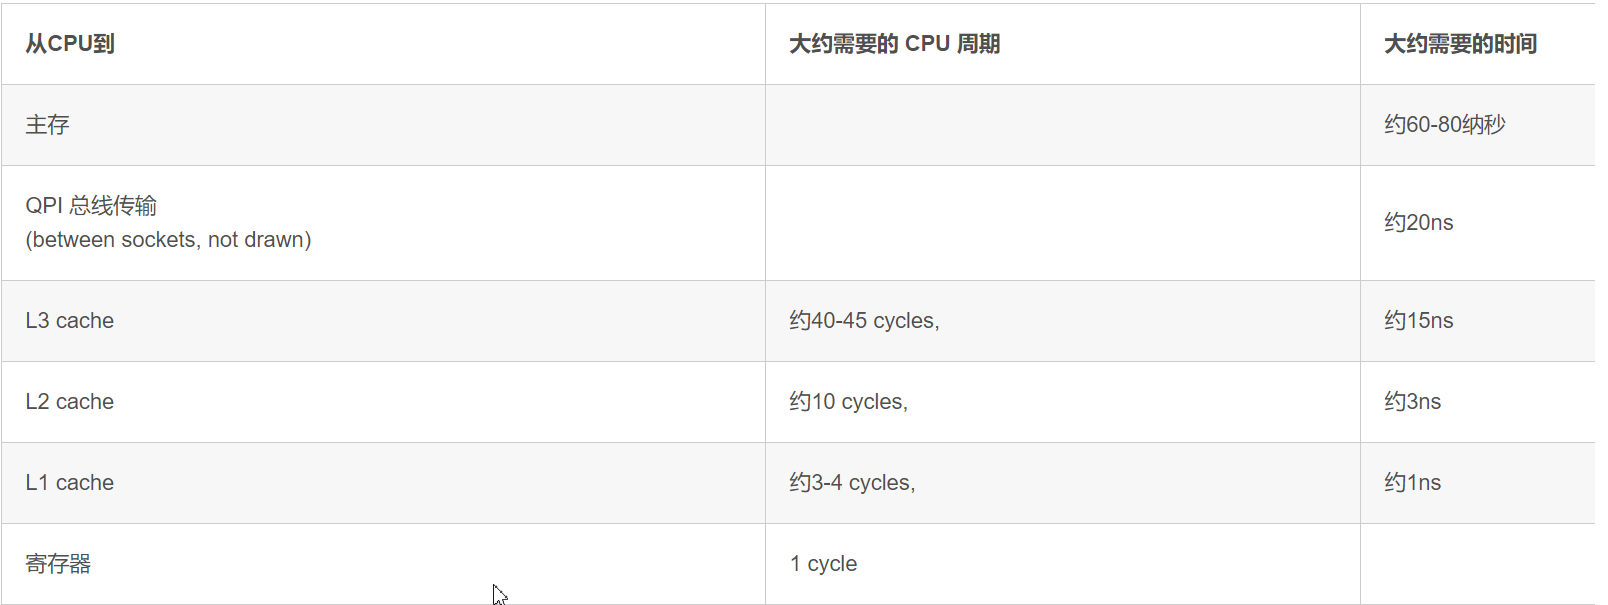 从CPU到 大约需要的 CPU 周期 大约需要的时间
主存 约60-80纳秒
QPI 总线传输
(between sockets, not drawn) 约20ns
L3 cache 约40-45 cycles, 约15ns
L2 cache 约10 cycles, 约3ns
L1 cache 约3-4 cycles, 约1ns
寄存器 1 cycle